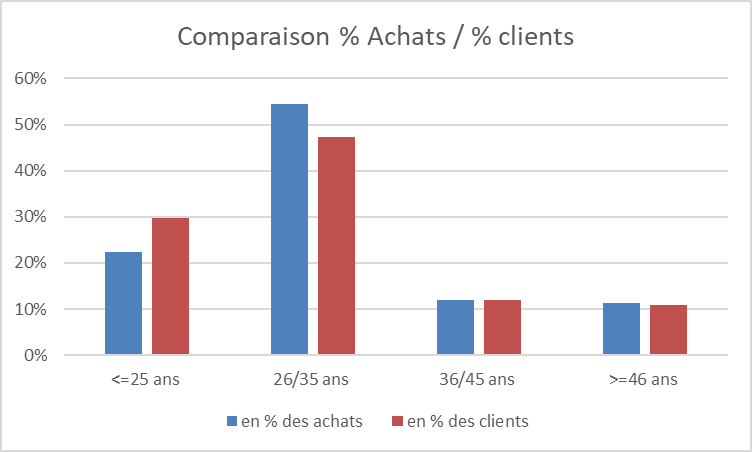 Comparaison % Achats / % clients
60%
50%
40%
30%
20%
10%
0%
<=25 ans 26/35 ans 36/45 ans >=46 ans
en % des achats en % des clients